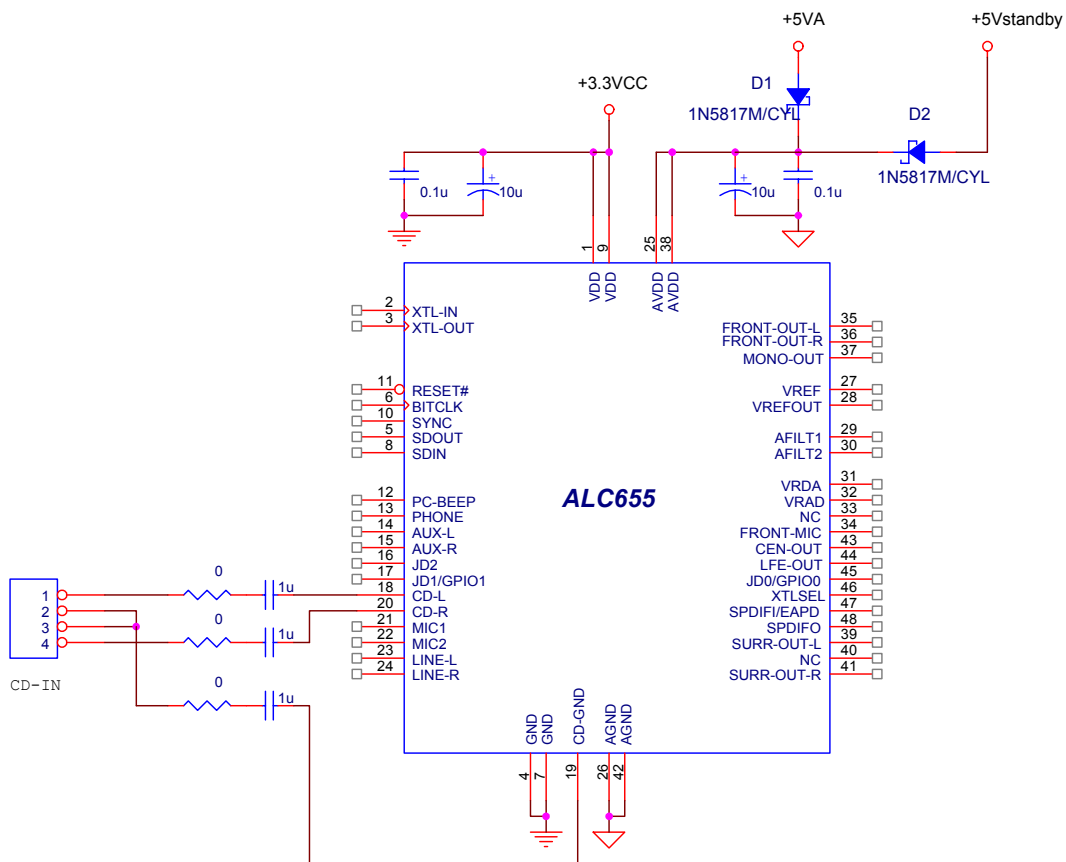 +5VA
+5Vstandby
+3.3VCC
D1
1N5817M/CYL
D2
1N5817M/CYL
0.1u
+
10u
+
10u
0.1u
1
9
25
38
VDD
VDD
AVDD
AVDD
2
XTL-IN
3
XTL-OUT
11
RESET#
6
BITCLK
10
SYNC
5
SDOUT
8
SDIN
12
PC-BEEP
13
PHONE
14
AUX-L
15
AUX-R
16
JD2
17
JD1/GPIO1
18
CD-L
20
CD-R
21
MIC1
22
MIC2
23
LINE-L
24
LINE-R
ALC655
FRONT-OUT-L
35
FRONT-OUT-R
36
MONO-OUT
37
VREF
27
VREFOUT
28
AFILT1
29
AFILT2
30
VRDA
31
VRAD
32
NC
33
FRONT-MIC
34
CEN-OUT
43
LFE-OUT
44
JD0/GPIO0
45
XTLSEL
46
SPDIFI/EAPD
47
SPDIFO
48
SURR-OUT-L
39
NC
40
SURR-OUT-R
41
1
2
3
4
CD-IN
0
1u
0
1u
0
1u
GND
GND
CD-GND
AGND
AGND
4
7
19
26
42